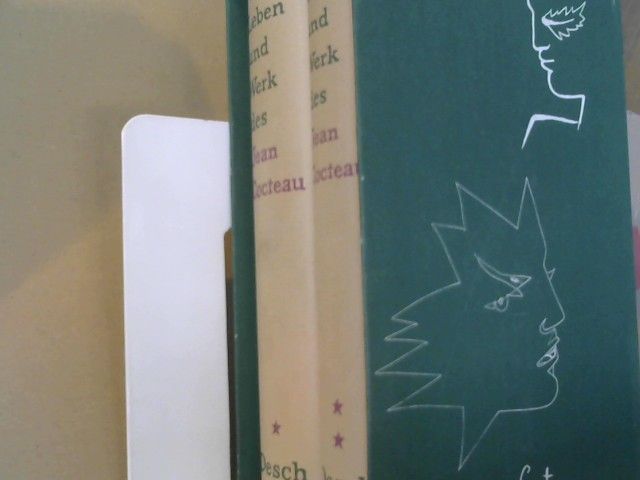 Leben
und
Werk
des
Jean
Cocteau
Desch
und
Werk
des
Jean
Cocteau